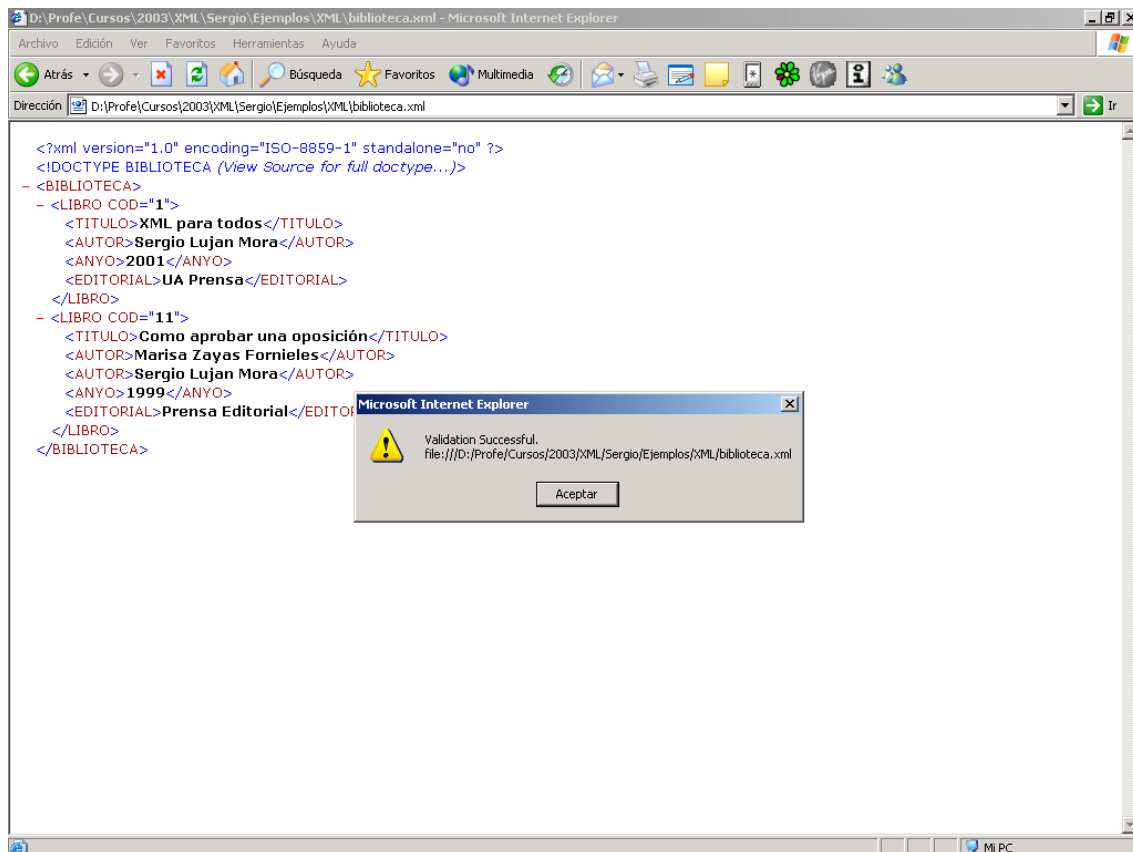 D:\Profe\Cursos\2003\XML\Sergio\Ejemplos\XML\biblioteca.xml - Microsoft Internet Explorer
Archivo Edición Ver Favoritos Herramientas Ayuda
Atrás Búsqueda Favoritos Multimedia
Dirección D:\Profe\Cursos\2003\XML\Sergio\Ejemplos\XML\biblioteca.xml Ir
<?xml version="1.0" encoding="ISO-8859-1" standalone="no" ?>
<!DOCTYPE BIBLIOTECA (View Source for full doctype...)>
- <BIBLIOTECA>
- <LIBRO COD="1">
<TITULO>XML para todos</TITULO>
<AUTOR>Sergio Lujan Mora</AUTOR>
<ANYO>2001</ANYO>
<EDITORIAL>UA Prensa</EDITORIAL>
</LIBRO>
- <LIBRO COD="11">
<TITULO>Como aprobar una oposición</TITULO>
<AUTOR>Marisa Zayas Fornieles</AUTOR>
<AUTOR>Sergio Lujan Mora</AUTOR>
<ANYO>1999</ANYO>
<EDITORIAL>Prensa Editorial</EDITO
</LIBRO>
</BIBLIOTECA>
Microsoft Internet Explorer
Validation Successful.
file:///D:/Profe/Cursos/2003/XML/Sergio/Ejemplos/XML/biblioteca.xml
Aceptar
Mi PC